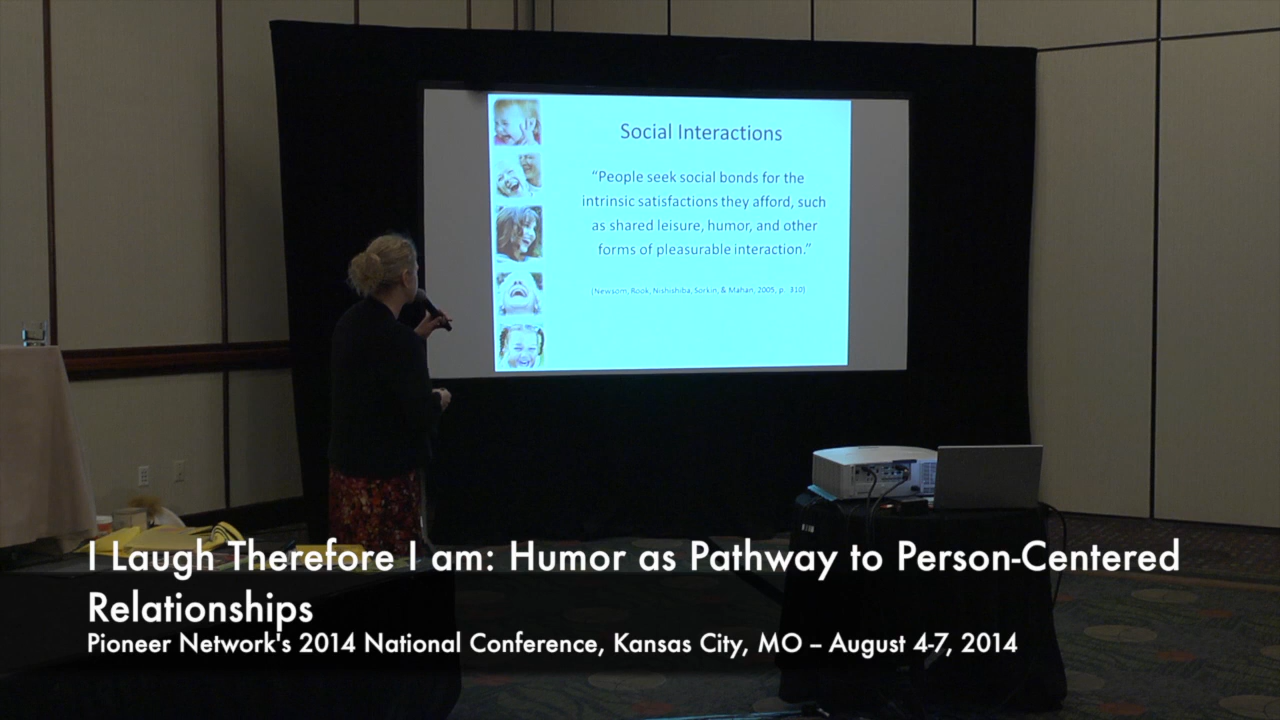 Social Interactions
“People seek social bonds for the
intrinsic satisfactions they afford, such
as shared leisure, humor, and other
forms of pleasurable interaction.”
(Newsom, Rook, Nishishiba, Sorkin, & Mahan, 2005, p. 310)
I Laugh Therefore I am: Humor as Pathway to Person-Centered
Relationships
Pioneer Network's 2014 National Conference, Kansas City, MO – August 4-7, 2014